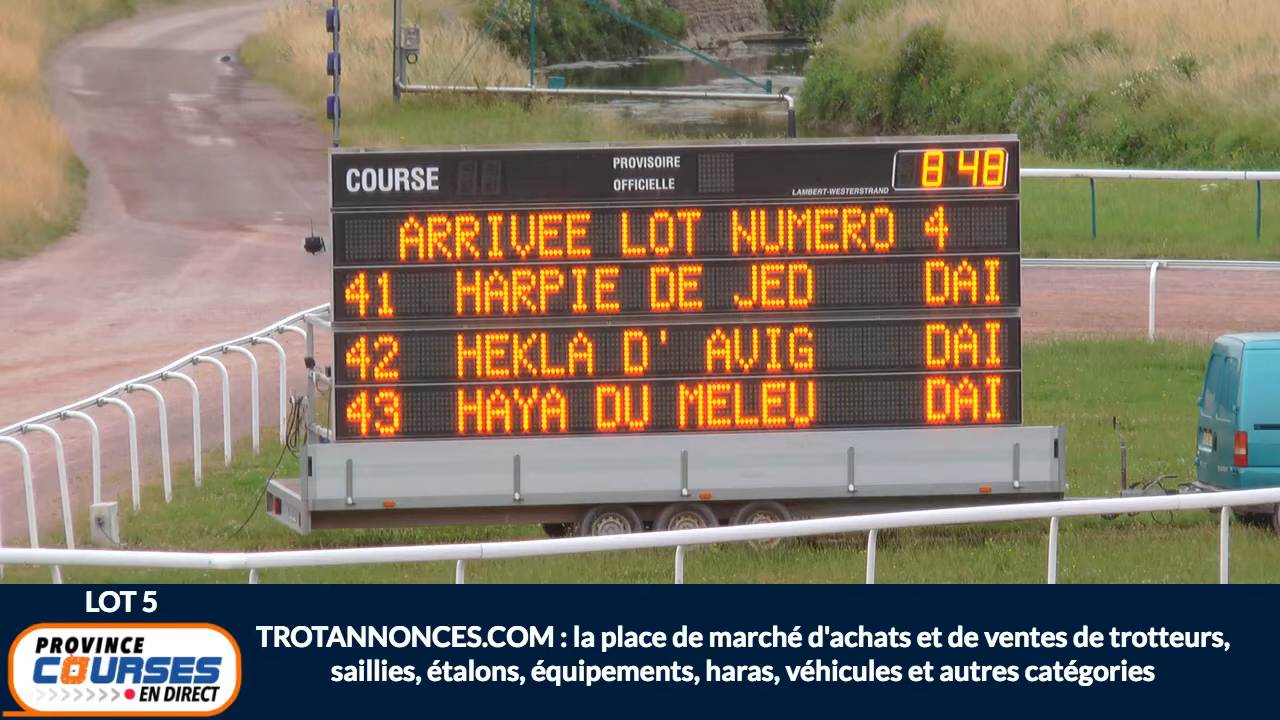 COURSE
PROVISOIRE
OFFICIELLE
LAMBERT-WESTERSTRAND
8 48
ARRIVEE LOT NUMERO 4
41 HARPIE DE JED DAI
42 HEKLA D' AVIG DAI
43 HAYA DU MELEU DAI
LOT 5
PROVINCE
COURSES
EN DIRECT
TROTANNONCES.COM : la place de marché d'achats et de ventes de trotteurs,
saillies, étalons, équipements, haras, véhicules et autres catégories